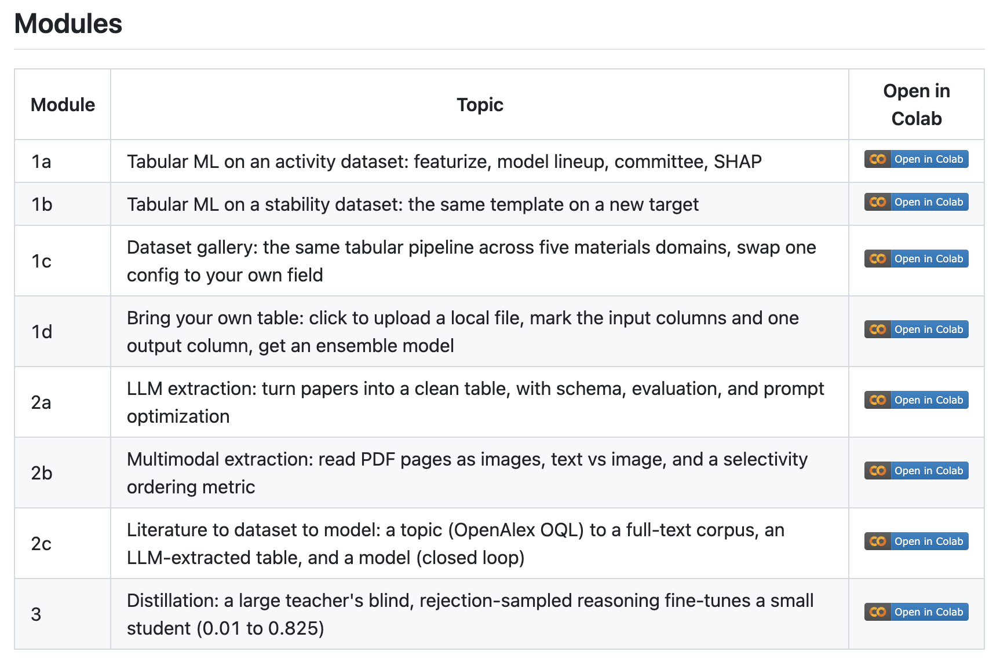 Modules
Module
Topic
Open in
Colab
1a
Tabular ML on an activity dataset: featurize, model lineup, committee, SHAP
Open in Colab
1b
Tabular ML on a stability dataset: the same template on a new target
Open in Colab
1c
Dataset gallery: the same tabular pipeline across five materials domains, swap one
config to your own field
Open in Colab
1d
Bring your own table: click to upload a local file, mark the input columns and one
output column, get an ensemble model
Open in Colab
2a
LLM extraction: turn papers into a clean table, with schema, evaluation, and prompt
optimization
Open in Colab
2b
Multimodal extraction: read PDF pages as images, text vs image, and a selectivity
ordering metric
Open in Colab
2c
Literature to dataset to model: a topic (OpenAlex OQL) to a full-text corpus, an
LLM-extracted table, and a model (closed loop)
Open in Colab
3
Distillation: a large teacher's blind, rejection-sampled reasoning fine-tunes a small
student (0.01 to 0.825)
Open in Colab